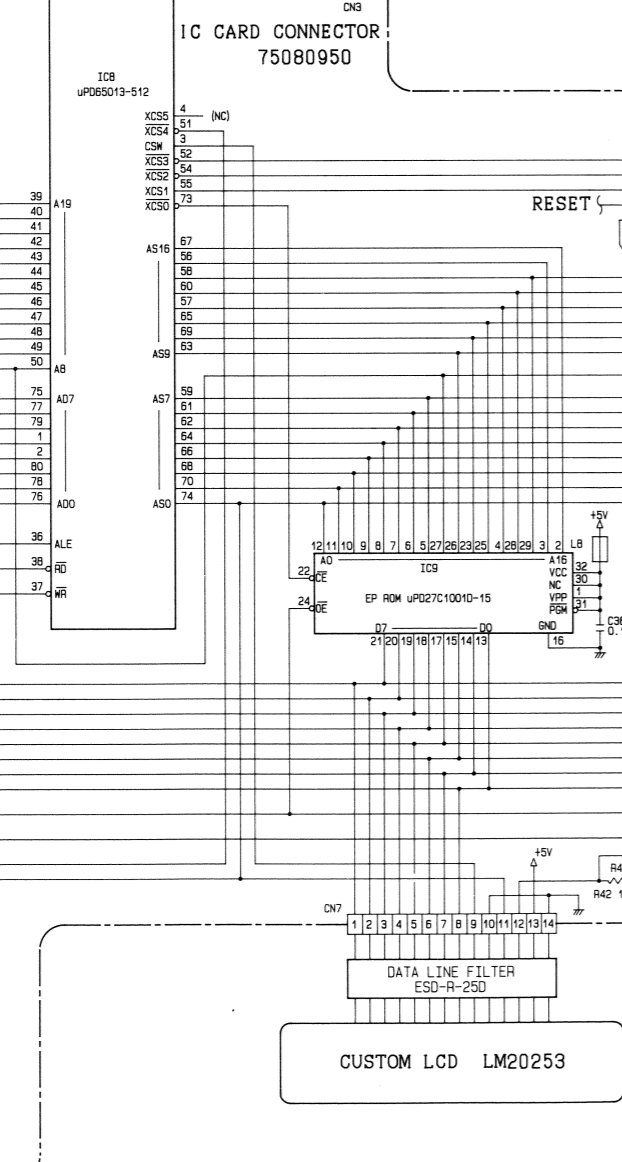 CN3
IC CARD CONNECTOR
75080950
IC8
uPD65013-512
XCS5 4 (NC)
XCS4 51
CSW 3
XCS3 52
XCS2 54
XCS1 55
XCS0 73
RESET
39 A19
40
41
42
43
44
45
46
47
48
49
50 A8
AS16 67
56
58
60
57
65
69
AS9 63
75 AD7
77
79
1
2
80
78
76 AD0
AS7 59
61
62
64
66
68
70
AS0 74
36 ALE
38 RD
37 WR
+5V
12 11 10 9 8 7 6 5 27 26 23 25 4 28 29 3 2 L8
A0 A16
IC9
22 CE
24 OE
EP ROM uPD27C1001D-15
VCC 32
NC 30
VPP 1
PGM 31
D7 D0 GND
21 20 19 18 17 15 14 13 16
+5V
R42
CN7
1 2 3 4 5 6 7 8 9 10 11 12 13 14
DATA LINE FILTER
ESD-R-25D
CUSTOM LCD LM20253